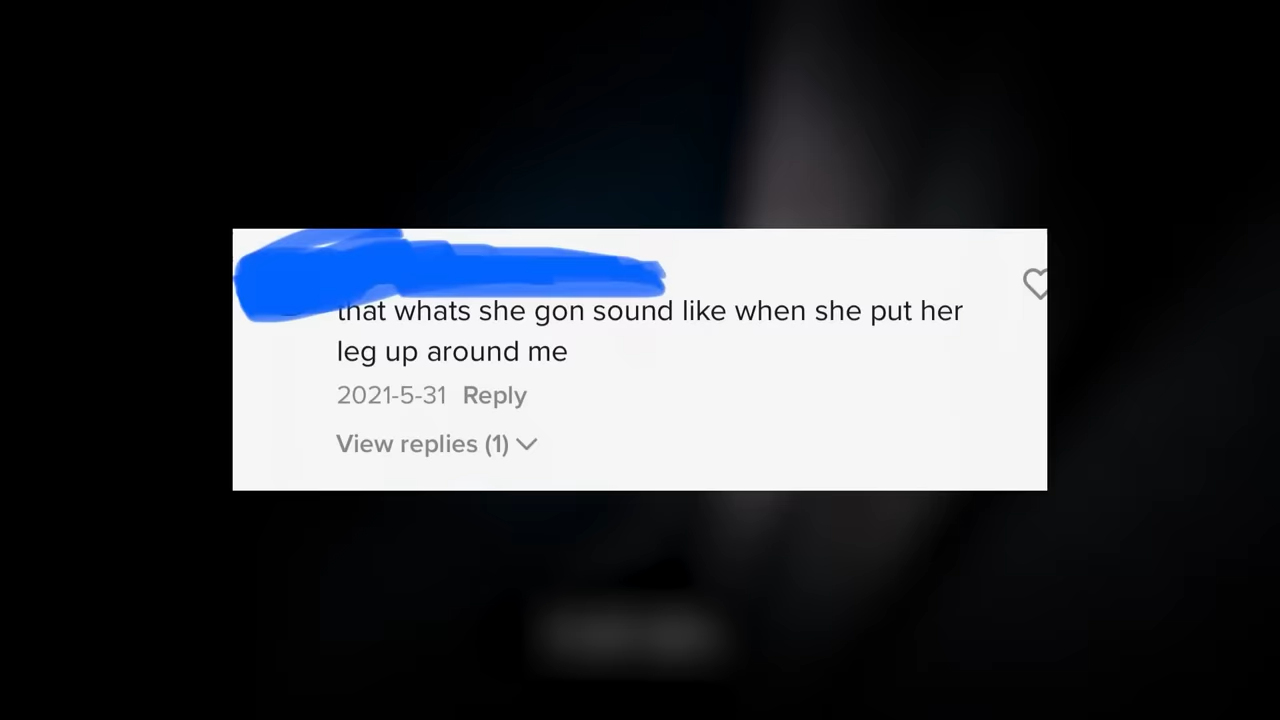 that whats she gon sound like when she put her
leg up around me
2021-5-31 Reply
View replies (1)